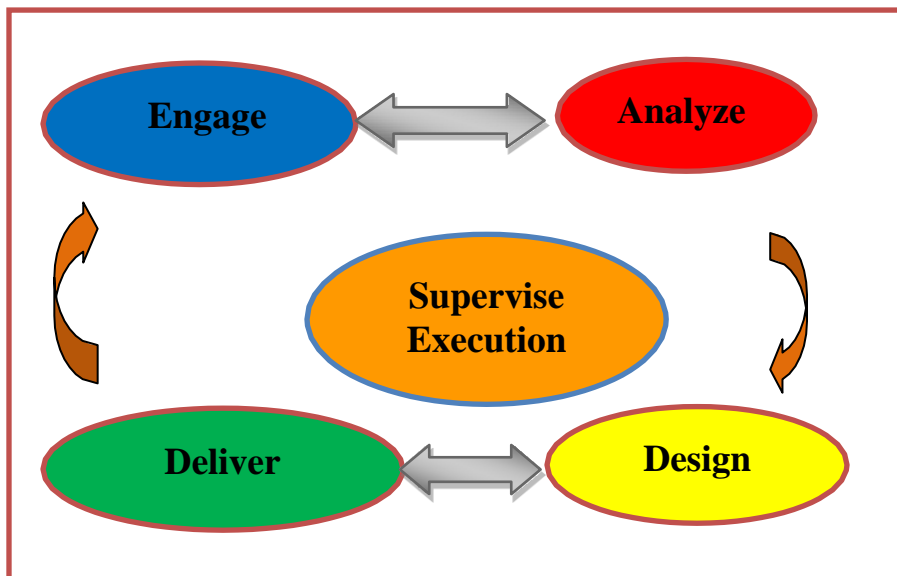 Engage
Analyze
Supervise
Execution
Deliver
Design